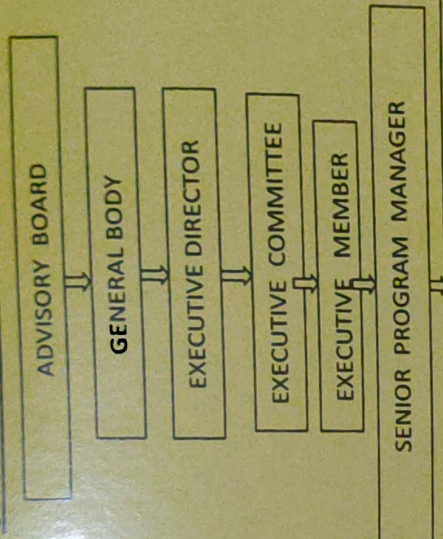 ADVISORY BOARD
GENERAL BODY
EXECUTIVE DIRECTOR
EXECUTIVE COMMITTEE
EXECUTIVE MEMBER
SENIOR PROGRAM MANAGER